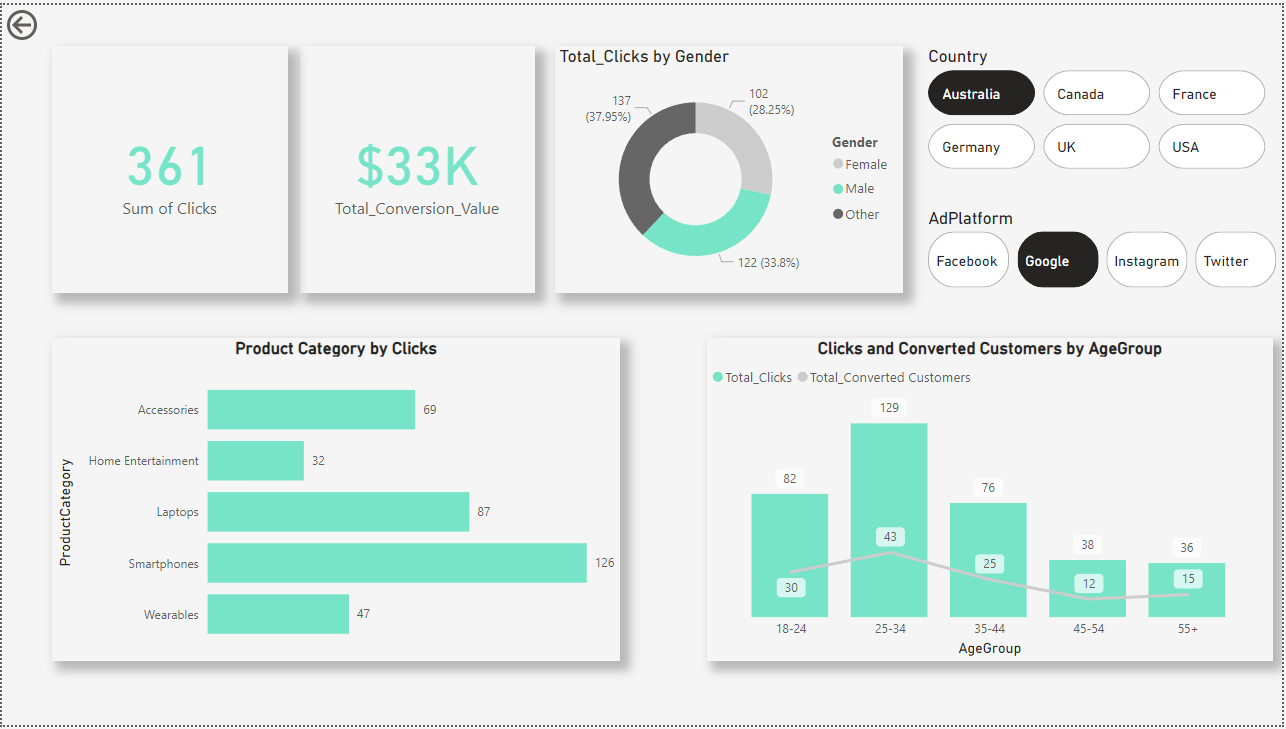 361
Sum of Clicks
$33K
Total_Conversion_Value
Total_Clicks by Gender
137
(37.95%)
102
(28.25%)
122 (33.8%)
Gender
Female
Male
Other
Country
Australia
Canada
France
Germany
UK
USA
AdPlatform
Facebook
Google
Instagram
Twitter
Product Category by Clicks
ProductCategory
Accessories
69
Home Entertainment
32
Laptops
87
Smartphones
126
Wearables
47
Clicks and Converted Customers by AgeGroup
Total_Clicks
Total_Converted Customers
82
129
76
38
36
30
43
25
12
15
18-24
25-34
35-44
45-54
55+
AgeGroup